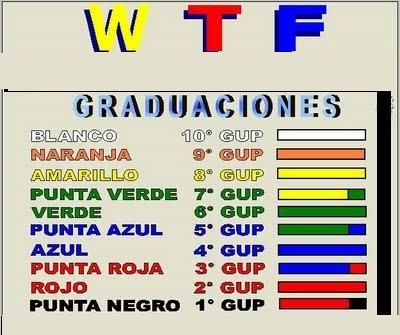 W T F
GRADUACIONES
BLANCO 10° GUP
NARANJA 9° GUP
AMARILLO 8° GUP
PUNTA VERDE 7° GUP
VERDE 6° GUP
PUNTA AZUL 5° GUP
AZUL 4° GUP
PUNTA ROJA 3° GUP
ROJO 2° GUP
PUNTA NEGRO 1° GUP